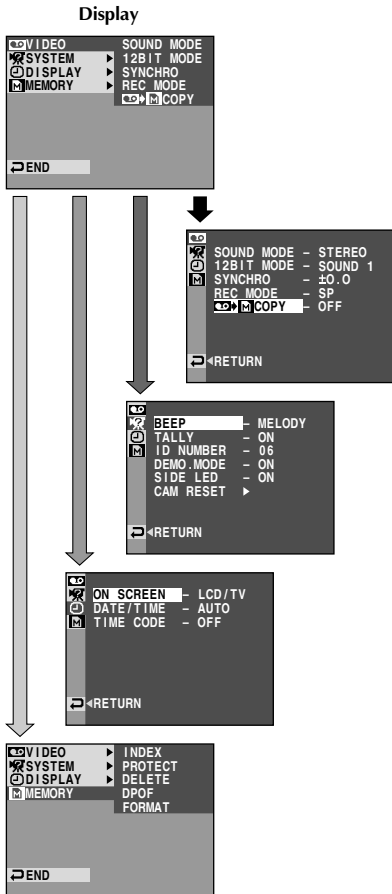 Display
VIDEO SOUND MODE
SYSTEM 12BIT MODE
DISPLAY SYNCHRO
MEMORY REC MODE
M COPY
END
SOUND MODE – STEREO
12BIT MODE – SOUND 1
SYNCHRO – ±0.0
REC MODE – SP
M COPY – OFF
RETURN
BEEP – MELODY
TALLY – ON
ID NUMBER – 06
DEMO.MODE – ON
SIDE LED – ON
CAM RESET
RETURN
ON SCREEN – LCD/TV
DATE/TIME – AUTO
TIME CODE – OFF
RETURN
VIDEO INDEX
SYSTEM PROTECT
DISPLAY DELETE
M MEMORY DPOF
FORMAT
END